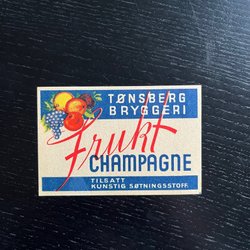 TØNSBERG
BRYGGERI
Frukt
CHAMPAGNE
TILSATT
KUNSTIG SØTNINGSSTOFF.